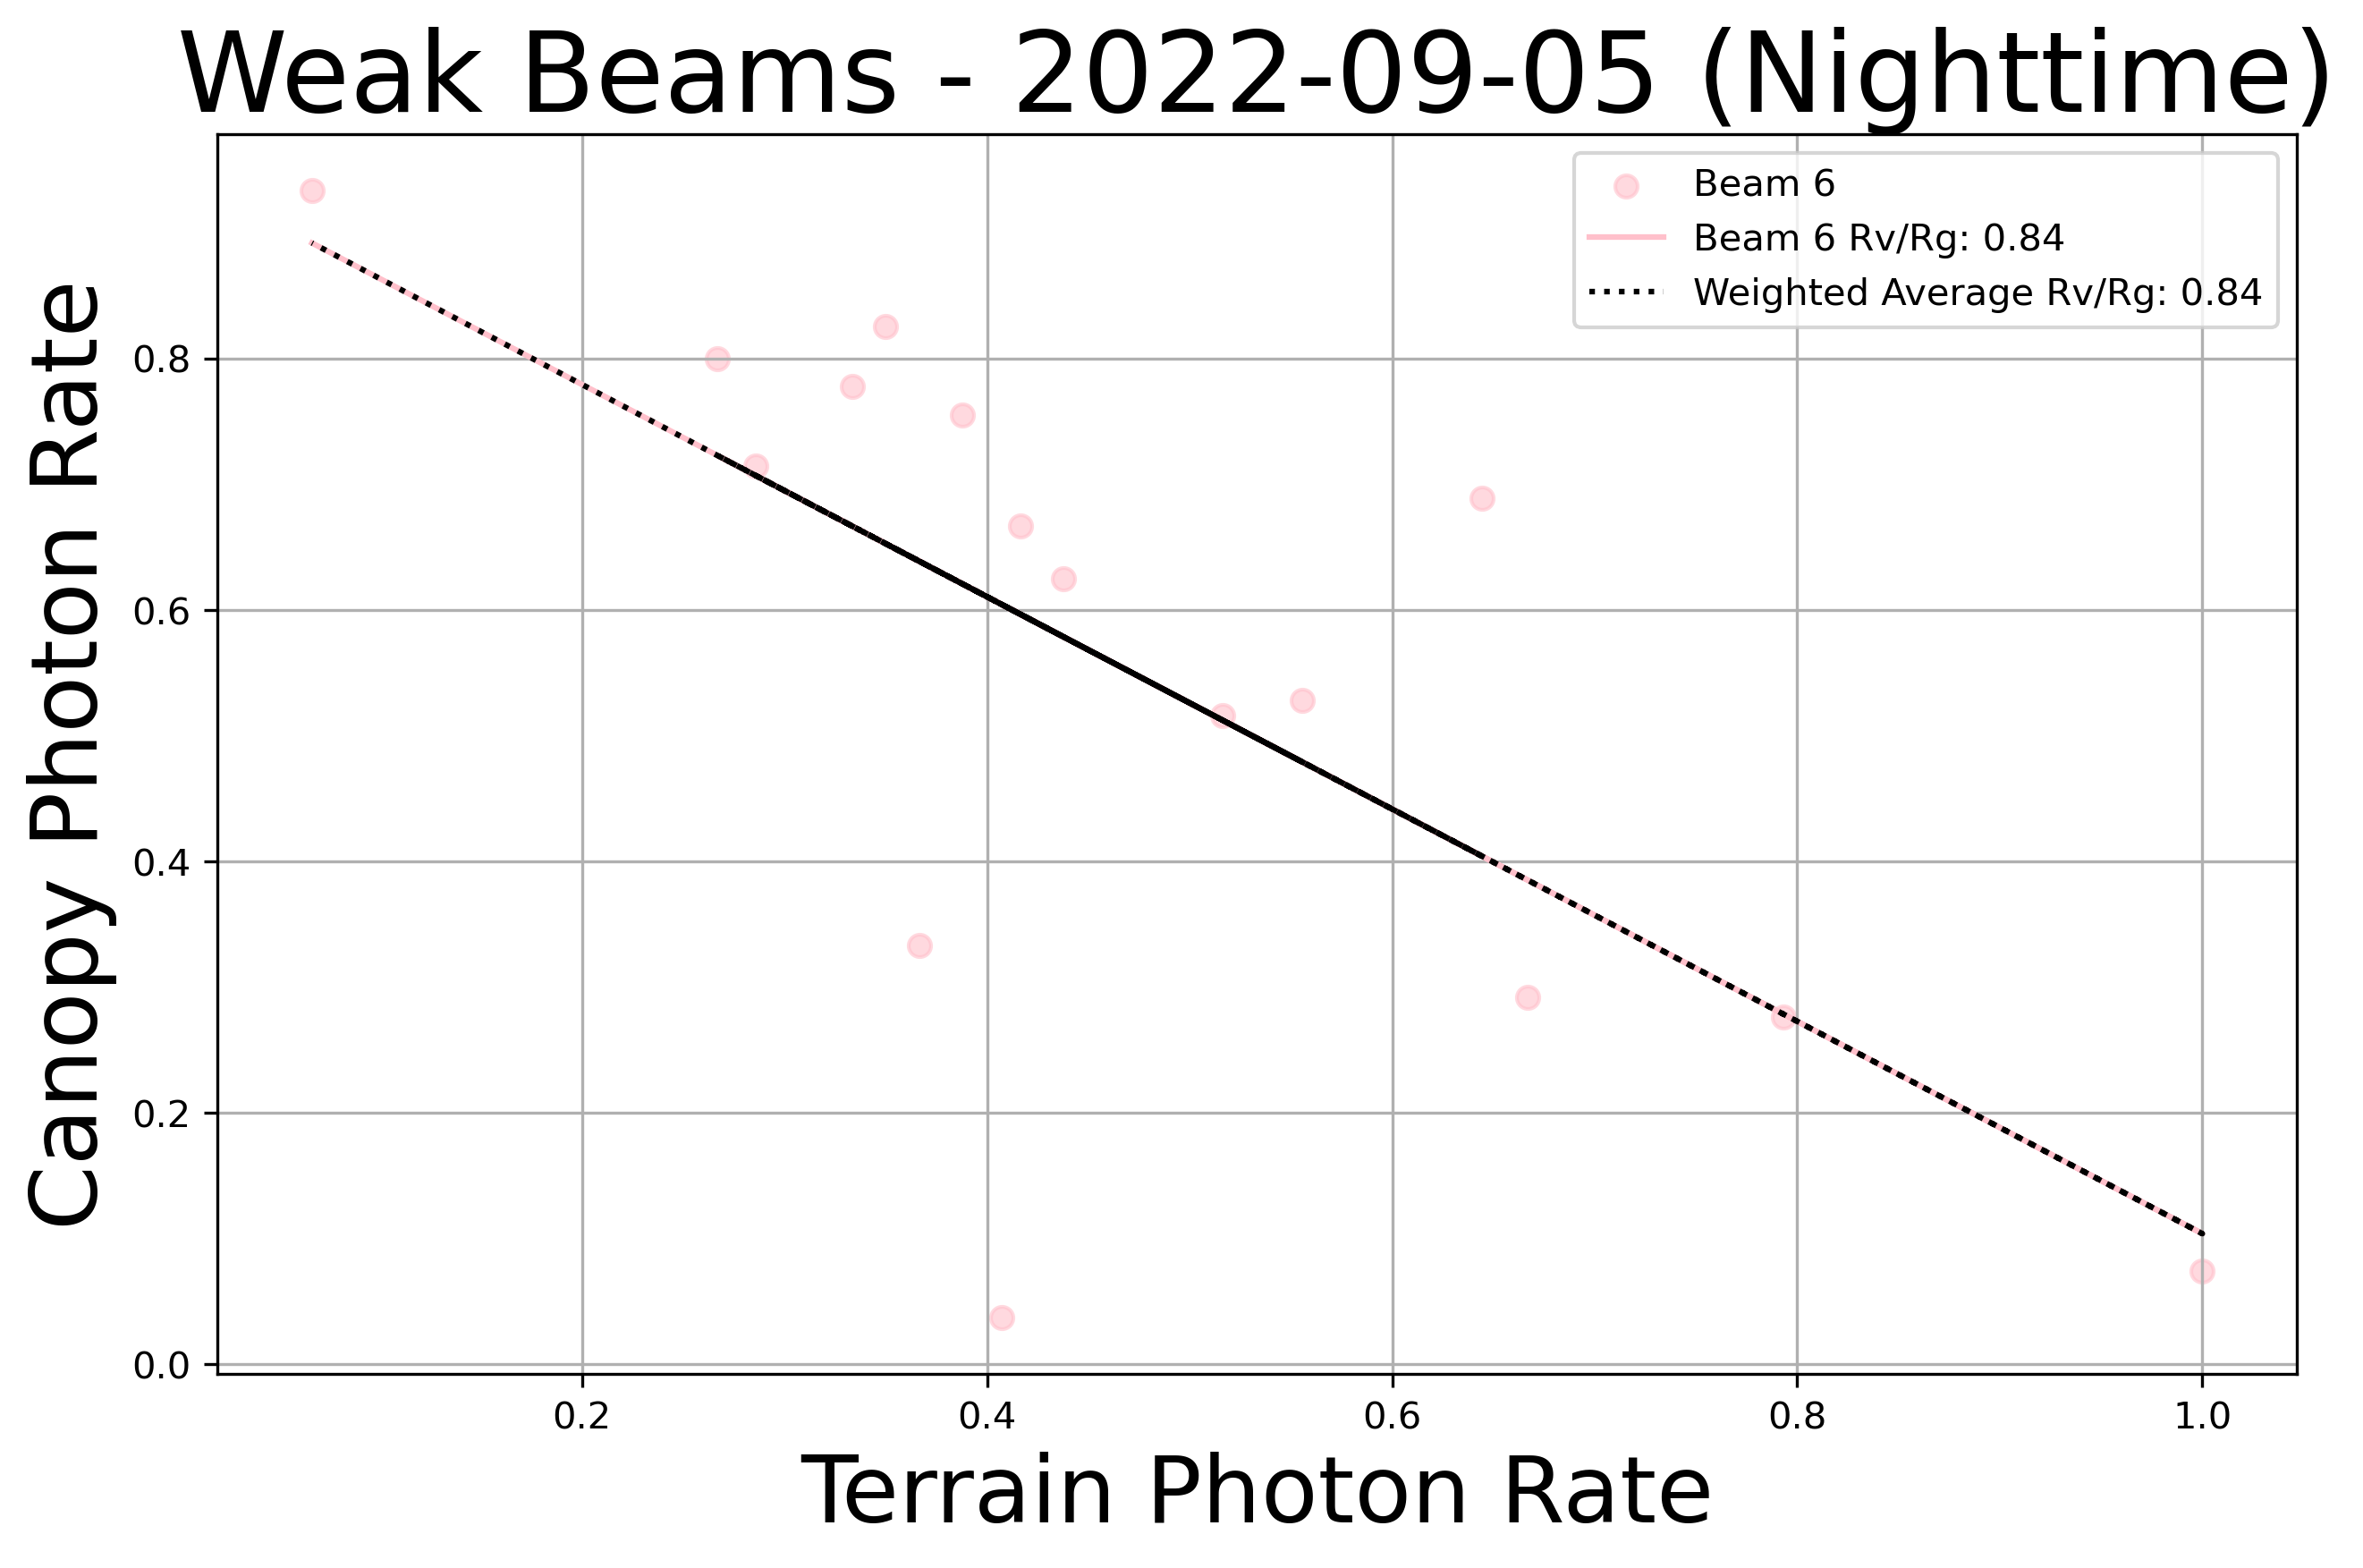 Weak Beams - 2022-09-05 (Nighttime)
Beam 6
Beam 6 Rv/Rg: 0.84
Weighted Average Rv/Rg: 0.84
Canopy Photon Rate
0.8
0.6
0.4
0.2
0.0
0.2 0.4 0.6 0.8 1.0
Terrain Photon Rate